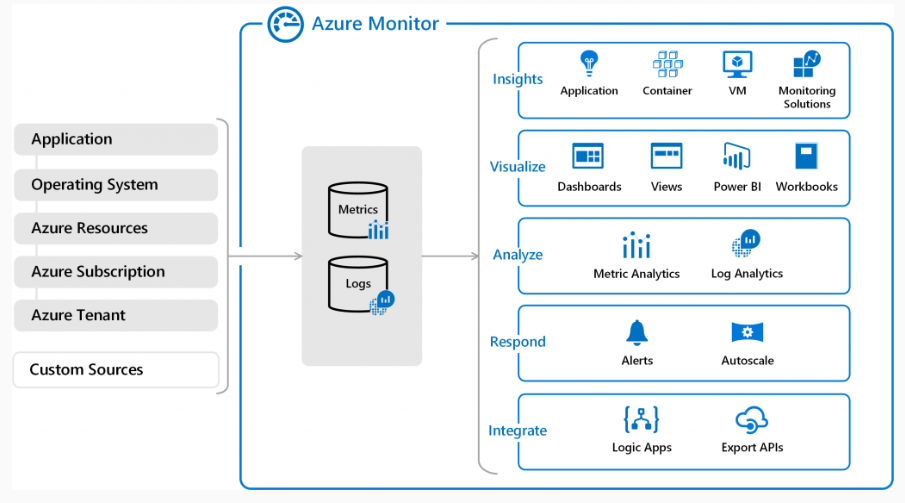 Azure Monitor
Application
Operating System
Azure Resources
Azure Subscription
Azure Tenant
Custom Sources
Metrics
Logs
Insights
Application
Container
VM
Monitoring
Solutions
Visualize
Dashboards
Views
Power BI
Workbooks
Analyze
Metric Analytics
Log Analytics
Respond
Alerts
Autoscale
Integrate
Logic Apps
Export APIs